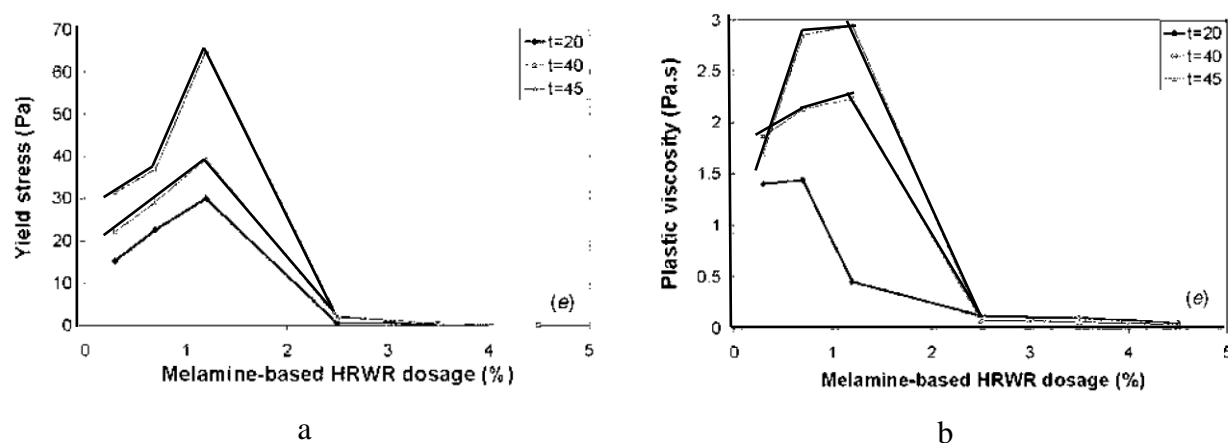 70
60
50
40
30
20
10
0
Yield stress (Pa)
t=20
t=40
t=45
(e)
0 1 2 3 4 5
Melamine-based HRWR dosage (%)
a
3
2.5
2
1.5
1
0.5
0
Plastic viscosity (Pa.s)
t=20
t=40
t=45
(e)
0 1 2 3 4 5
Melamine-based HRWR dosage (%)
b